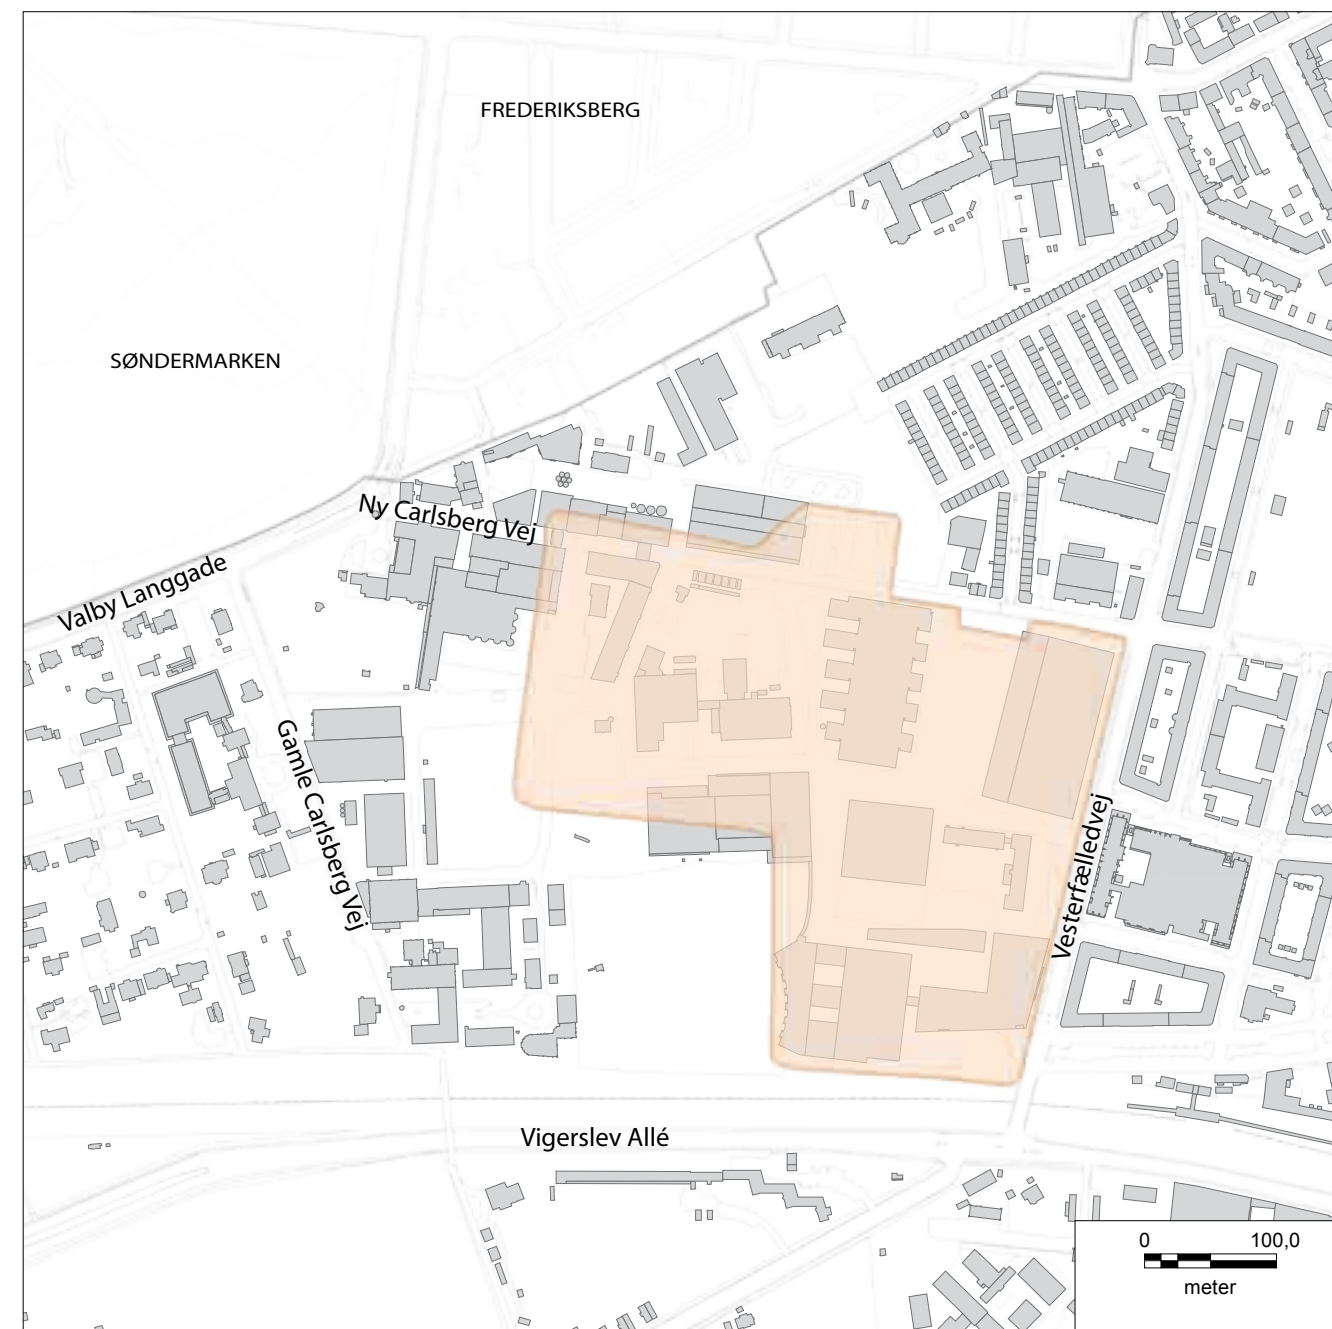 FREDERIKSBERG
SØNDERMARKEN
Ny Carlsberg Vej
Valby Langgade
Gamle Carlsberg Vej
Vesterfælledvej
Vigerslev Allé
0 100,0
meter